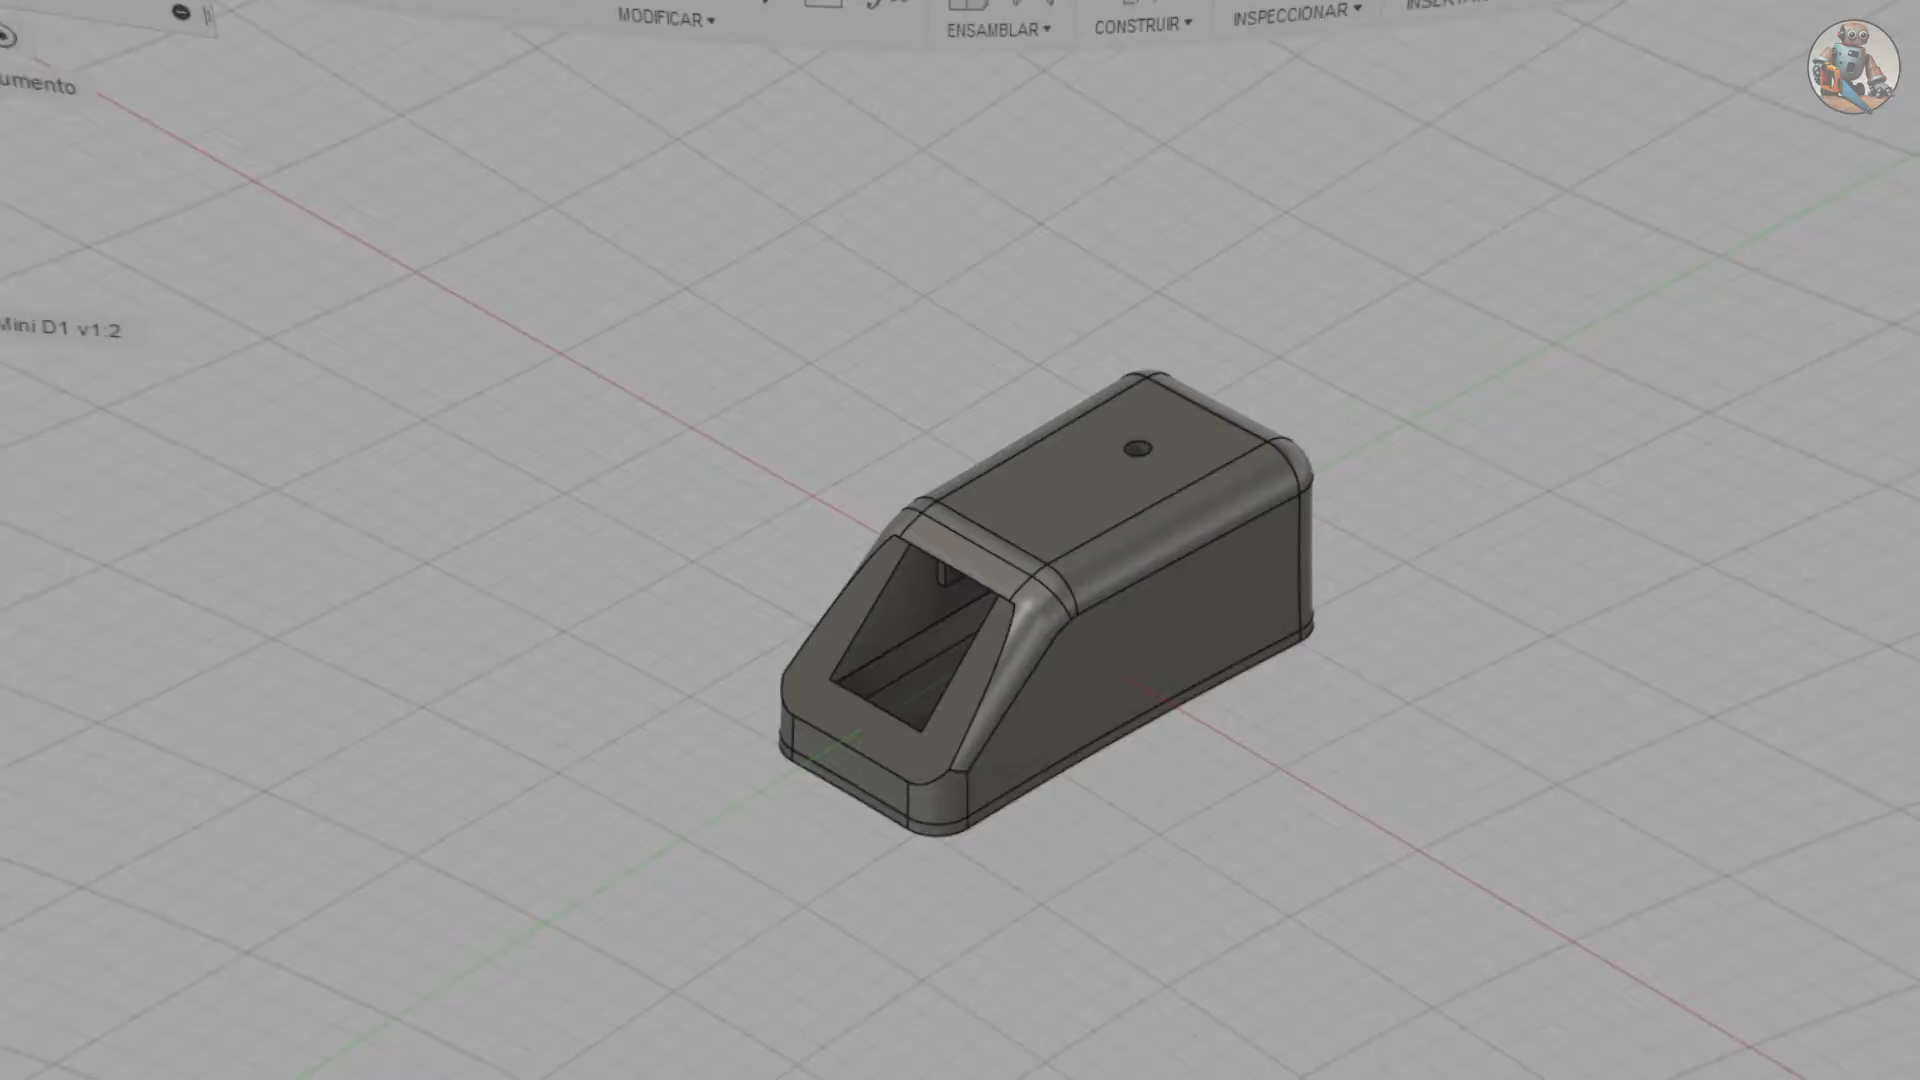 MODIFICAR
ENSAMBLAR
CONSTRUIR
INSPECCIONAR
umento
Mini D1 v1:2